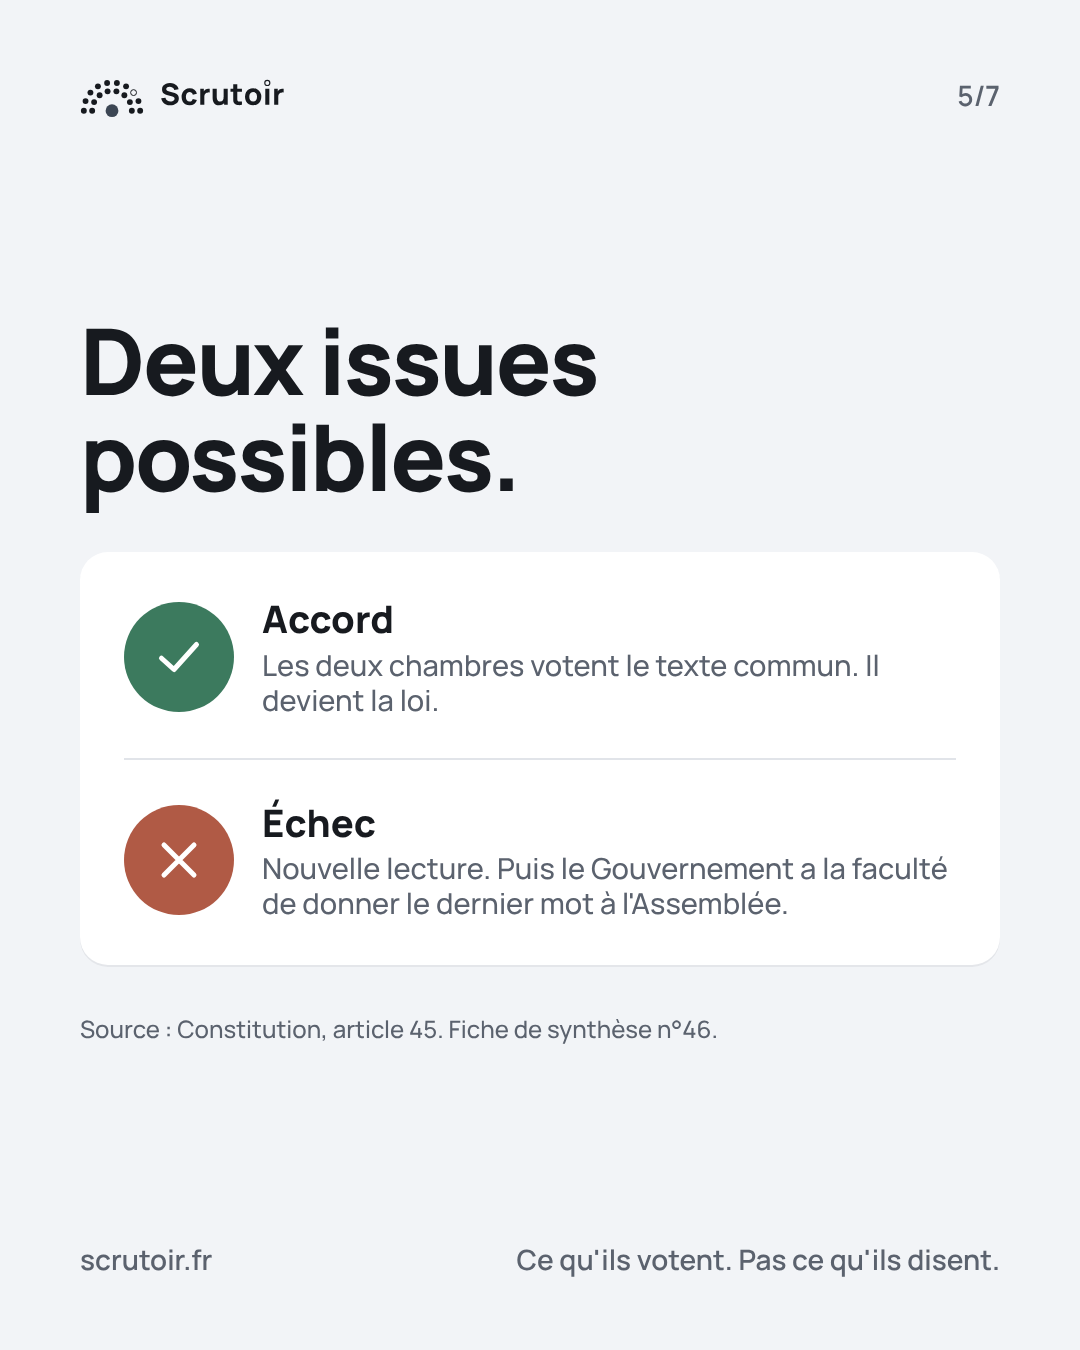 Scrutoir
5/7
Deux issues
possibles.
Accord
Les deux chambres votent le texte commun. Il
devient la loi.
Échec
Nouvelle lecture. Puis le Gouvernement a la faculté
de donner le dernier mot à l'Assemblée.
Source : Constitution, article 45. Fiche de synthèse n°46.
scrutoir.fr
Ce qu'ils votent. Pas ce qu'ils disent.